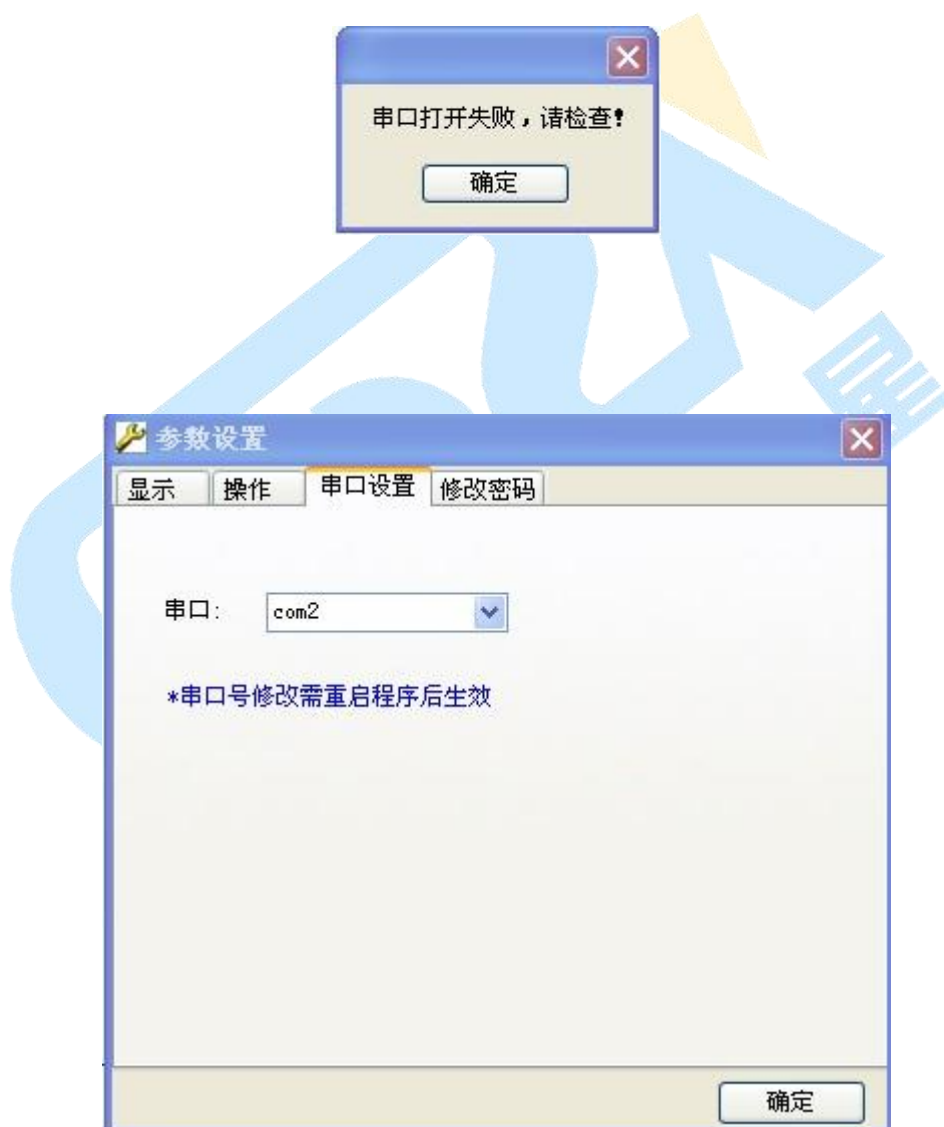 串口打开失败，请检查！
确定
参数设置
显示 操作 串口设置 修改密码
串口： com2
*串口号修改需重启程序后生效
确定